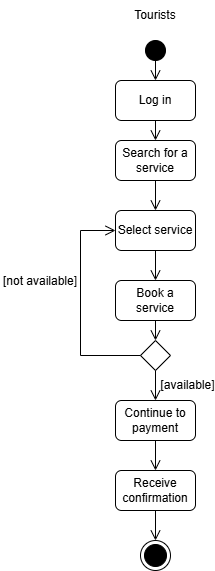 Tourists
Log in
Search for a
service
Select service
[not available]
Book a
service
[available]
Continue to
payment
Receive
confirmation